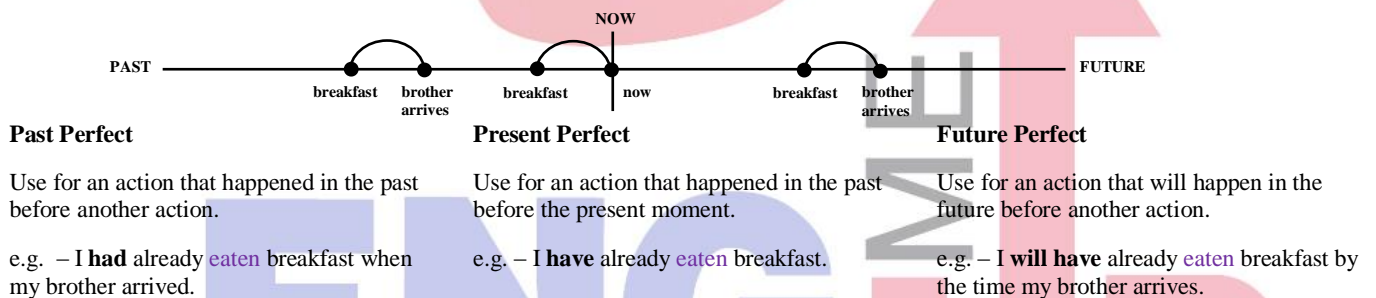 NOW
PAST
FUTURE
breakfast brother arrives
breakfast now
breakfast brother arrives
Past Perfect
Use for an action that happened in the past
before another action.
e.g. – I had already eaten breakfast when
my brother arrived.
Present Perfect
Use for an action that happened in the past
before the present moment.
e.g. – I have already eaten breakfast.
Future Perfect
Use for an action that will happen in the
future before another action.
e.g. – I will have already eaten breakfast by
the time my brother arrives.
ENG
ME